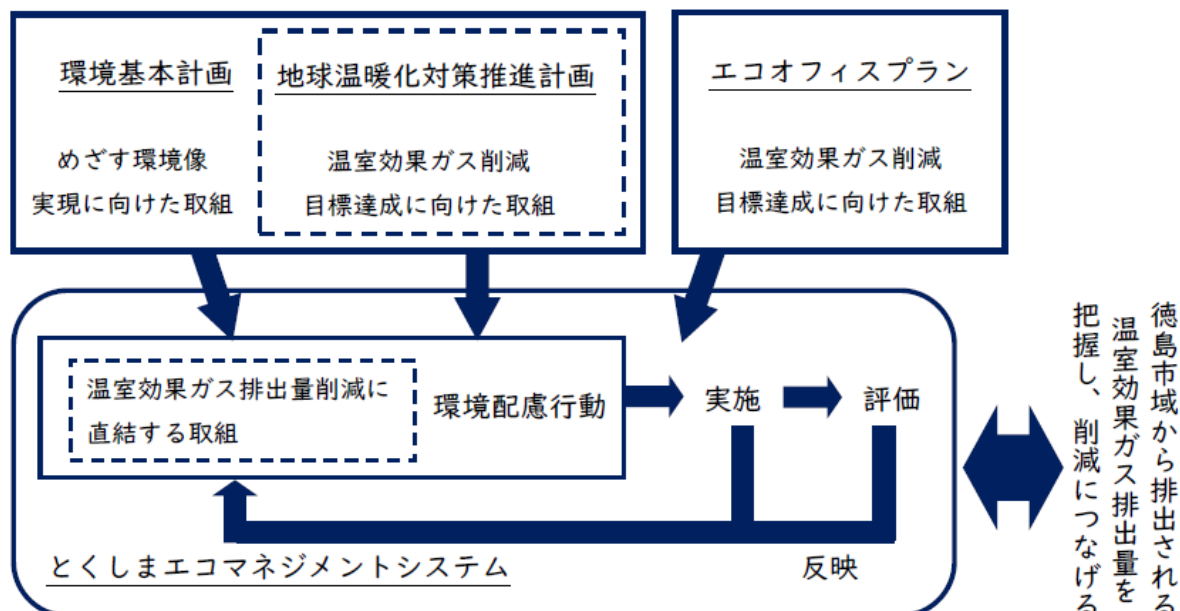 環境基本計画
めざす環境像
実現に向けた取組
地球温暖化対策推進計画
温室効果ガス削減
目標達成に向けた取組
エコオフィスプラン
温室効果ガス削減
目標達成に向けた取組
温室効果ガス排出量削減に
直結する取組
環境配慮行動
実施
評価
反映
とくしまエコマネジメントシステム
徳島市域から排出される
温室効果ガス排出量を
把握し、削減につなげる